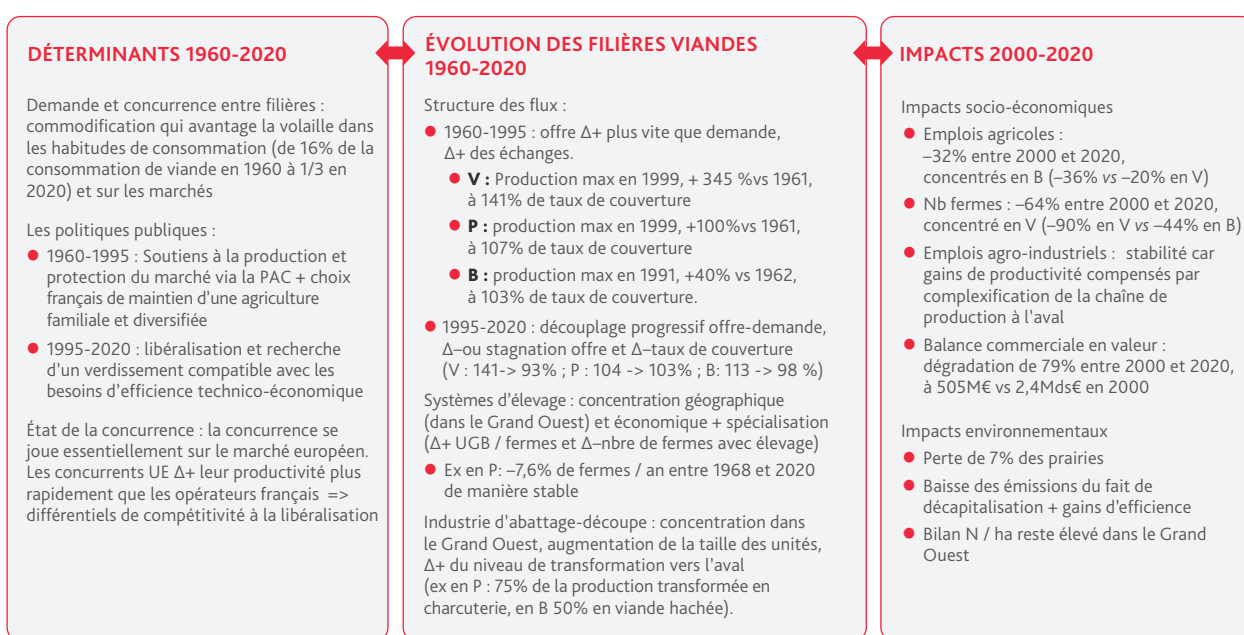 DÉTERMINANTS 1960-2020
Demande et concurrence entre filières :
commodification qui avantage la volaille dans
les habitudes de consommation (de 16% de la
consommation de viande en 1960 à 1/3 en
2020) et sur les marchés
Les politiques publiques :
● 1960-1995 : Soutiens à la production et
protection du marché via la PAC + choix
français de maintien d'une agriculture
familiale et diversifiée
● 1995-2020 : libéralisation et recherche
d'un verdissement compatible avec les
besoins d'efficience technico-économique
État de la concurrence : la concurrence se
joue essentiellement sur le marché européen.
Les concurrents UE Δ+ leur productivité plus
rapidement que les opérateurs français =>
différentiels de compétitivité à la libéralisation
ÉVOLUTION DES FILIÈRES VIANDES
1960-2020
Structure des flux :
● 1960-1995 : offre Δ+ plus vite que demande,
Δ+ des échanges.
● V : Production max en 1999, + 345 %vs 1961,
à 141% de taux de couverture
● P : production max en 1999, +100%vs 1961,
à 107% de taux de couverture
● B : production max en 1991, +40% vs 1962,
à 103% de taux de couverture.
● 1995-2020 : découplage progressif offre-demande,
Δ–ou stagnation offre et Δ–taux de couverture
(V : 141-> 93% ; P : 104 -> 103% ; B: 113 -> 98 %)
Systèmes d'élevage : concentration géographique
(dans le Grand Ouest) et économique + spécialisation
(Δ+ UGB / fermes et Δ–nbre de fermes avec élevage)
● Ex en P: –7,6% de fermes / an entre 1968 et 2020
de manière stable
Industrie d'abattage-découpe : concentration dans
le Grand Ouest, augmentation de la taille des unités,
Δ+ du niveau de transformation vers l'aval
(ex en P : 75% de la production transformée en
charcuterie, en B 50% en viande hachée).
IMPACTS 2000-2020
Impacts socio-économiques
● Emplois agricoles :
–32% entre 2000 et 2020,
concentrés en B (–36% vs –20% en V)
● Nb fermes : –64% entre 2000 et 2020,
concentré en V (–90% en V vs –44% en B)
● Emplois agro-industriels : stabilité car
gains de productivité compensés par
complexification de la chaîne de
production à l'aval
● Balance commerciale en valeur :
dégradation de 79% entre 2000 et 2020,
à 505M€ vs 2,4Mds€ en 2000
Impacts environnementaux
● Perte de 7% des prairies
● Baisse des émissions du fait de
décapitalisation + gains d'efficience
● Bilan N / ha reste élevé dans le Grand
Ouest